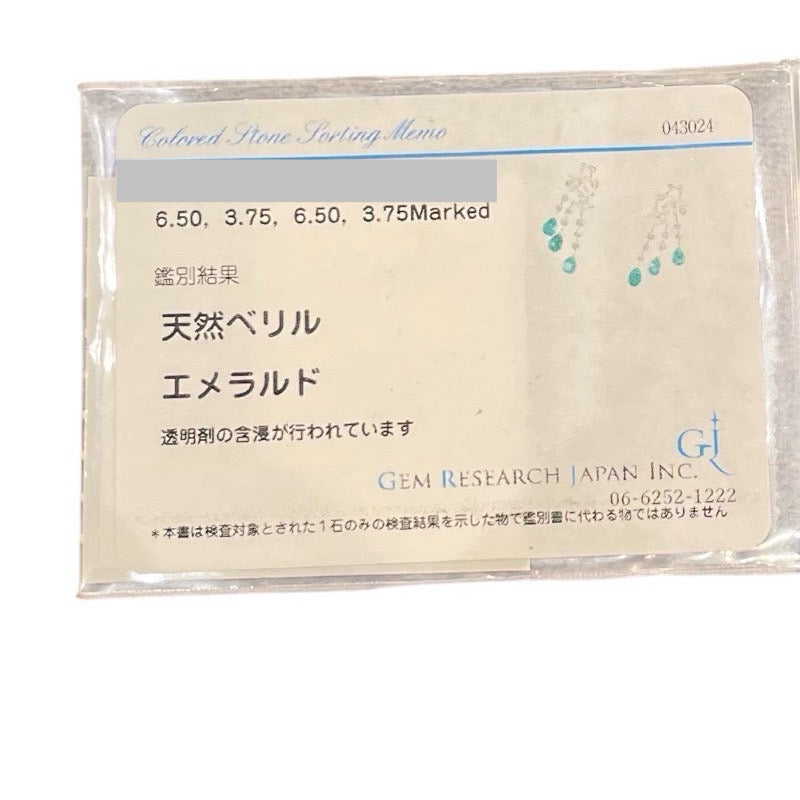 Colored Stone Sorting Memo
043024
6.50, 3.75, 6.50, 3.75Marked
鑑別結果
天然ベリル
エメラルド
透明剤の含浸が行われています
GJR
GEM RESEARCH JAPAN INC.
06-6252-1222
*本書は検査対象とされた1石のみの検査結果を示した物で鑑別書に代わる物ではありません